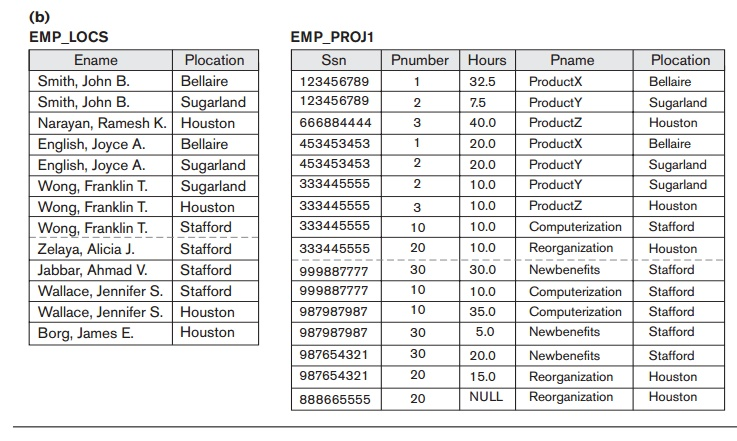 (b)
EMP_LOCS
Ename Plocation
Smith, John B. Bellaire
Smith, John B. Sugarland
Narayan, Ramesh K. Houston
English, Joyce A. Bellaire
English, Joyce A. Sugarland
Wong, Franklin T. Sugarland
Wong, Franklin T. Houston
Wong, Franklin T. Stafford
Zelaya, Alicia J. Stafford
Jabbar, Ahmad V. Stafford
Wallace, Jennifer S. Stafford
Wallace, Jennifer S. Houston
Borg, James E. Houston
EMP_PROJ1
Ssn Pnumber Hours Pname Plocation
123456789 1 32.5 ProductX Bellaire
123456789 2 7.5 ProductY Sugarland
666884444 3 40.0 ProductZ Houston
453453453 1 20.0 ProductX Bellaire
453453453 2 20.0 ProductY Sugarland
333445555 2 10.0 ProductY Sugarland
333445555 3 10.0 ProductZ Houston
333445555 10 10.0 Computerization Stafford
333445555 20 10.0 Reorganization Houston
999887777 30 30.0 Newbenefits Stafford
999887777 10 10.0 Computerization Stafford
987987987 10 35.0 Computerization Stafford
987987987 30 5.0 Newbenefits Stafford
987654321 30 20.0 Newbenefits Stafford
987654321 20 15.0 Reorganization Houston
888665555 20 NULL Reorganization Houston